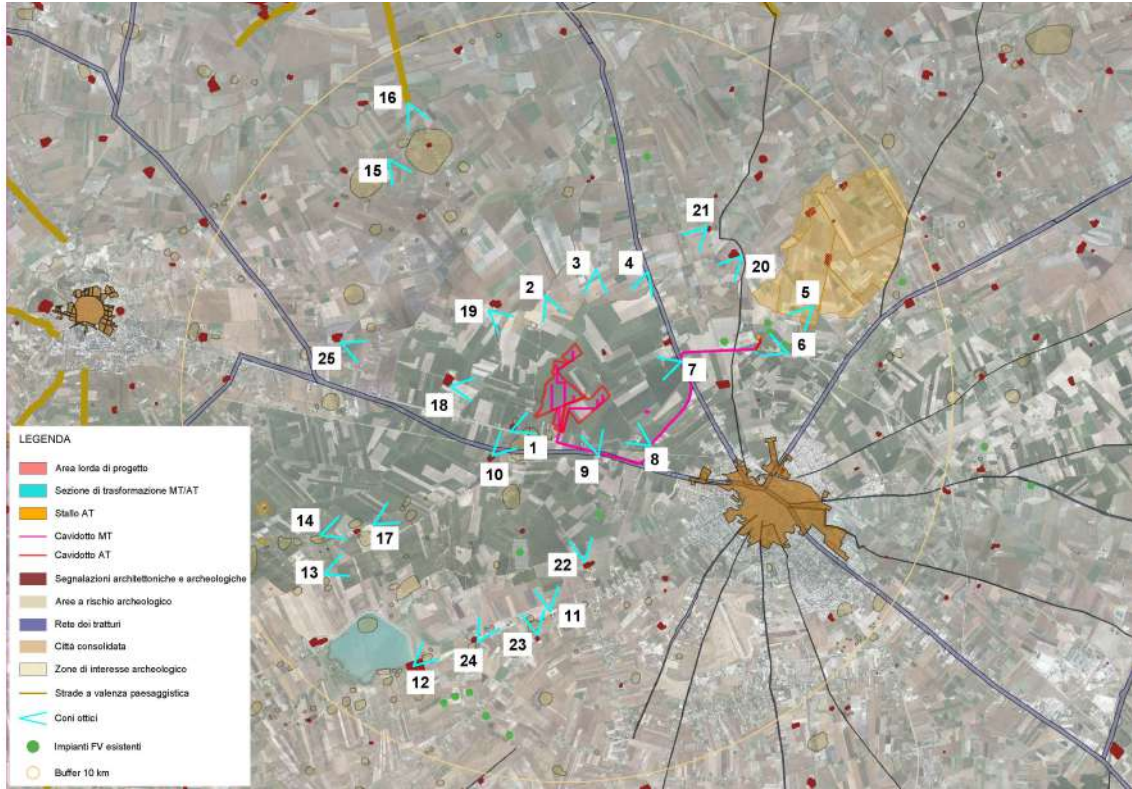 16
15
21
3
4
20
2
5
19
6
25
7
18
1
8
10
9
14
17
13
22
11
23
24
12
LEGENDA
Area lorda di progetto
Sezione di trasformazione MT/AT
Stallo AT
Cavidotto MT
Cavidotto AT
Segnalazioni architettoniche e archeologiche
Aree a rischio archeologico
Rete dei tratturi
Città consolidata
Zone di interesse archeologico
Strade a valenza paesaggistica
Coni ottici
Impianti FV esistenti
Buffer 10 km